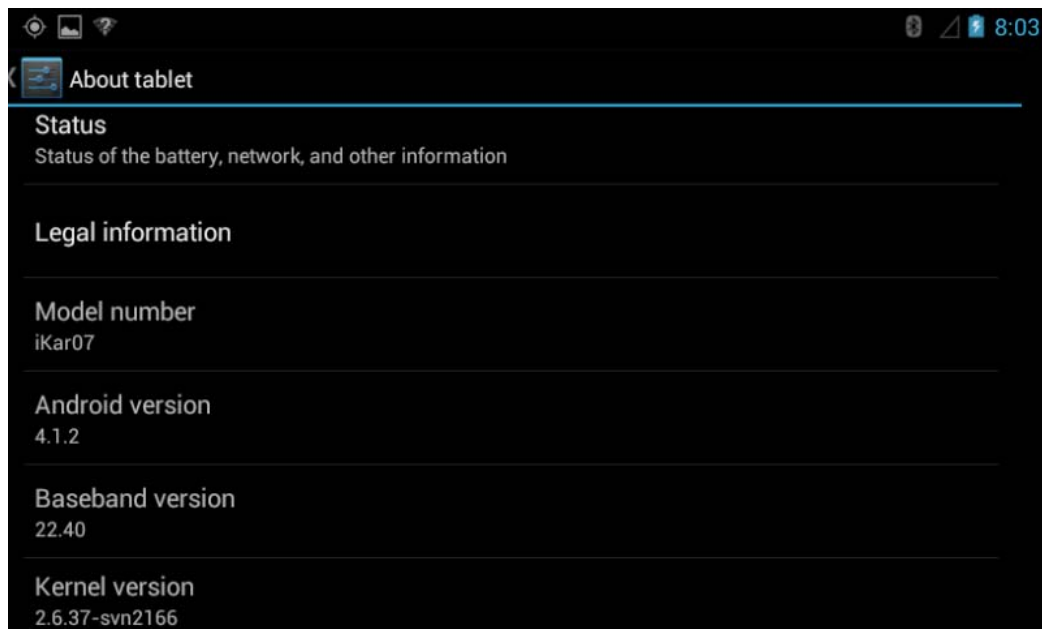 8:03
About tablet
Status
Status of the battery, network, and other information
Legal information
Model number
iKar07
Android version
4.1.2
Baseband version
22.40
Kernel version
2.6.37-svn2166